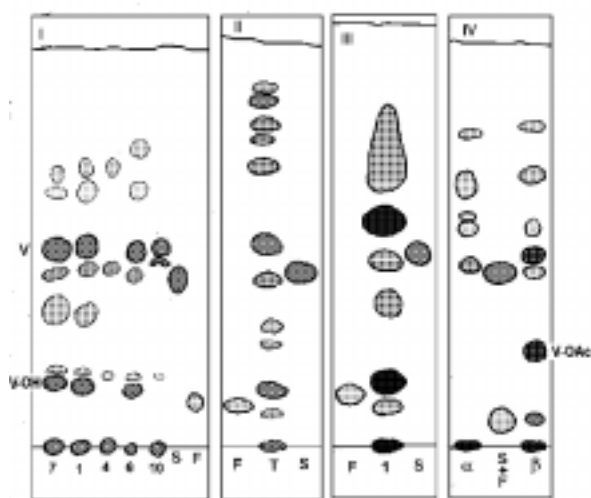 I
II
III
IV
V
V-OH
V-OAc
7 1 4 6 10 S F
F T S
F 1 S
α S+F β